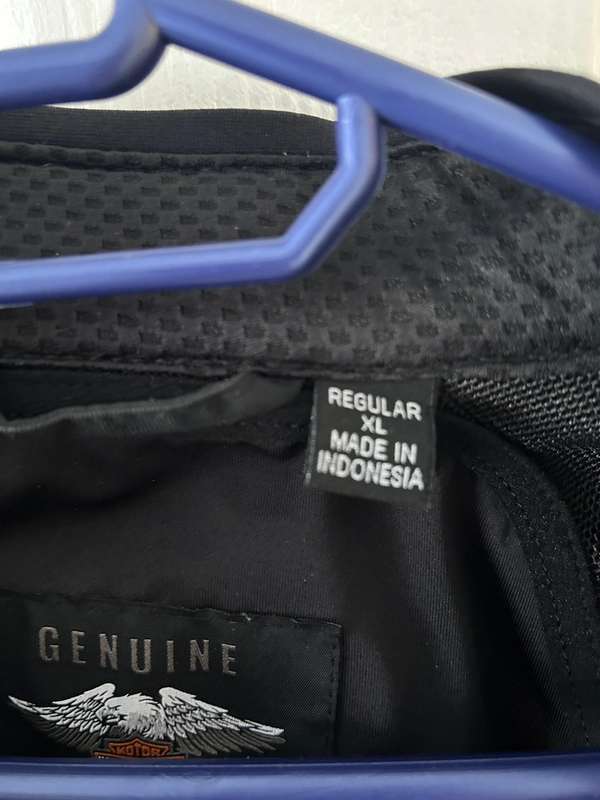 REGULAR
XL
MADE IN
INDONESIA
GENUINE
MOTOR